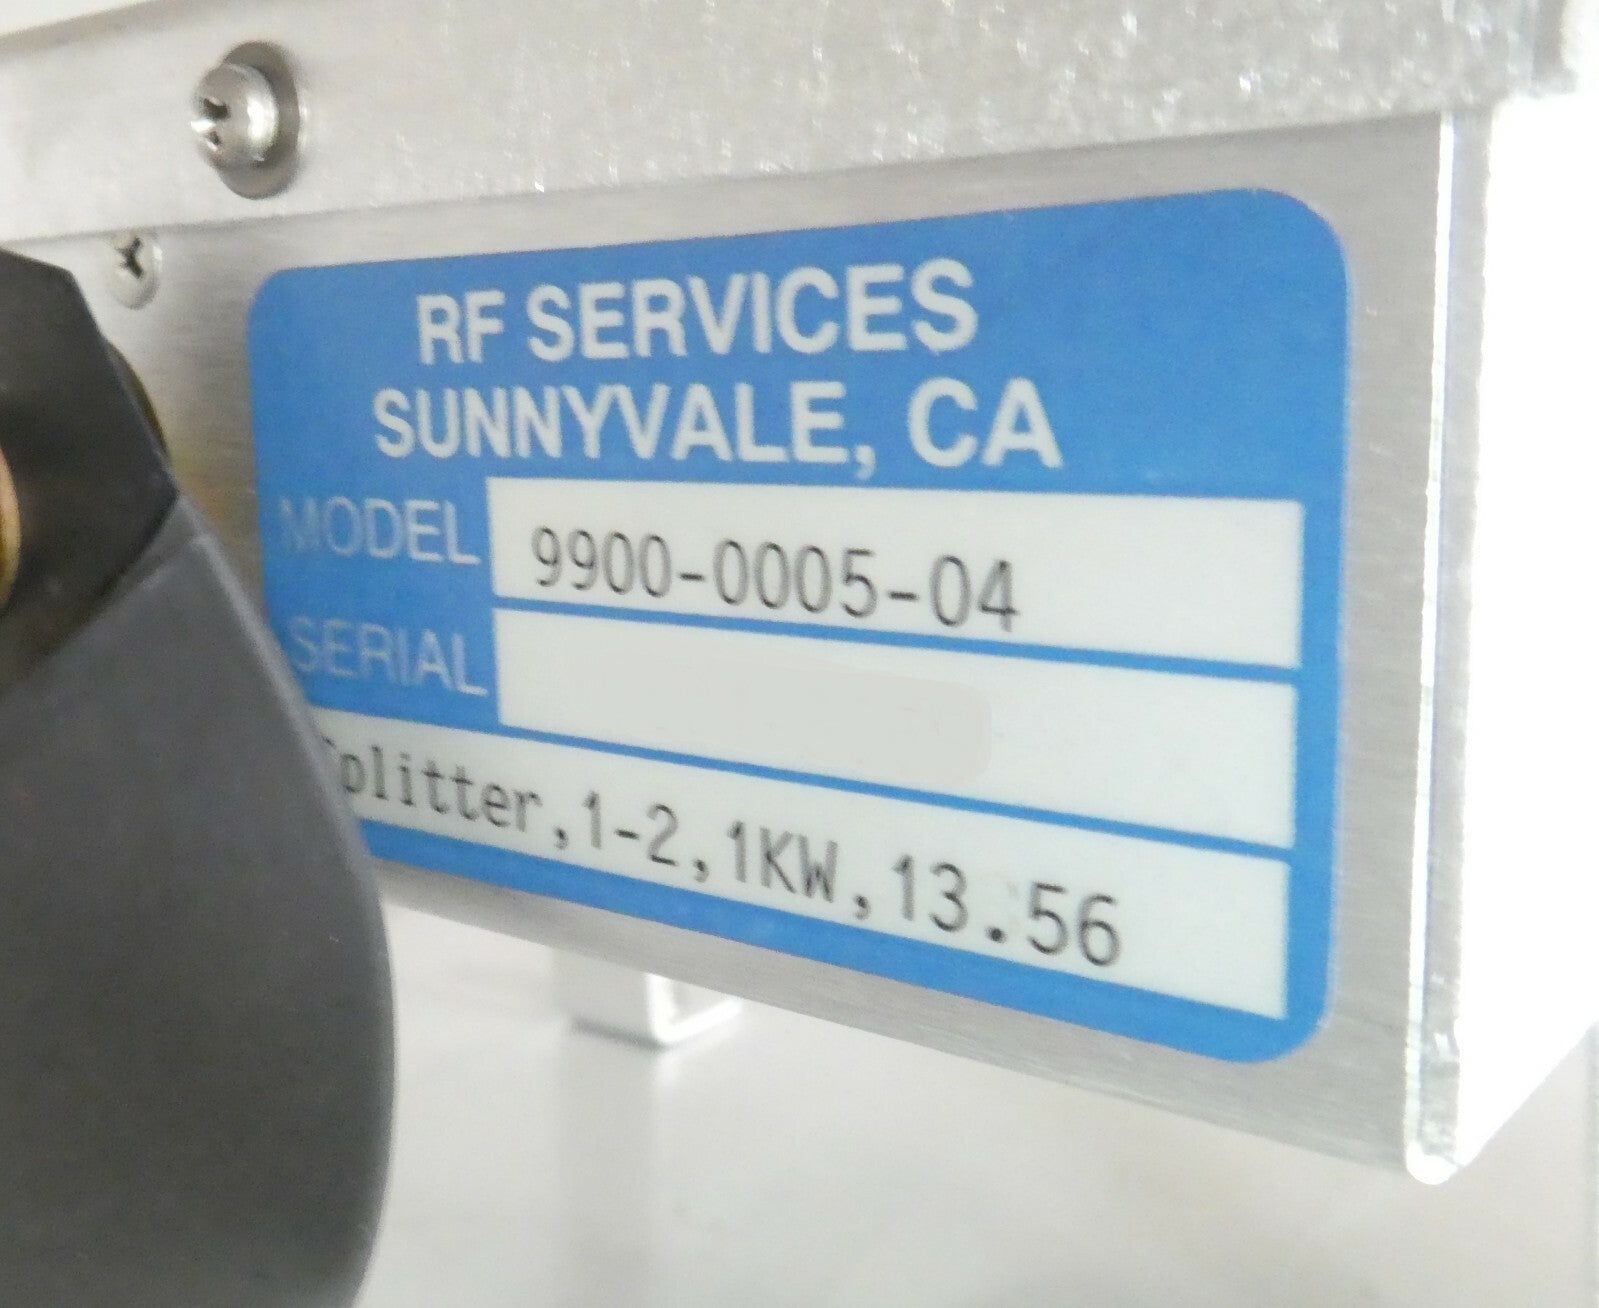 RF SERVICES
SUNNYVALE, CA
MODEL 9900-0005-04
SERIAL
Splitter,1-2,1KW,13.56